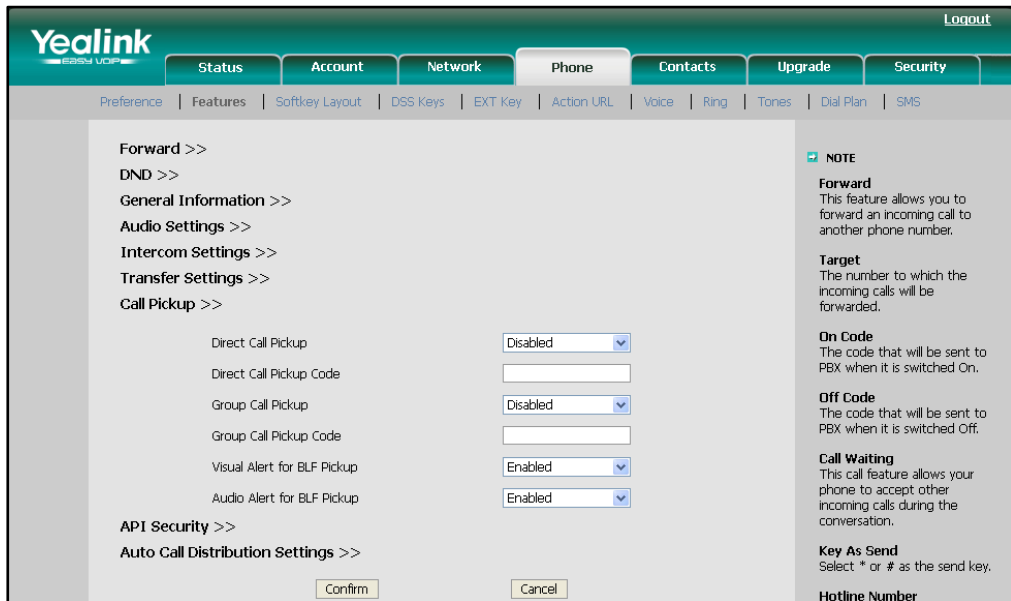 Logout
Yealink
EASY VOIP
Status Account Network Phone Contacts Upgrade Security
Preference | Features | Softkey Layout | DSS Keys | EXT Key | Action URL | Voice | Ring | Tones | Dial Plan | SMS
Forward >>
DND >>
General Information >>
Audio Settings >>
Intercom Settings >>
Transfer Settings >>
Call Pickup >>
Direct Call Pickup Disabled
Direct Call Pickup Code
Group Call Pickup Disabled
Group Call Pickup Code
Visual Alert for BLF Pickup Enabled
Audio Alert for BLF Pickup Enabled
API Security >>
Auto Call Distribution Settings >>
Confirm Cancel
NOTE
Forward
This feature allows you to
forward an incoming call to
another phone number.
Target
The number to which the
incoming calls will be
forwarded.
On Code
The code that will be sent to
PBX when it is switched On.
Off Code
The code that will be sent to
PBX when it is switched Off.
Call Waiting
This call feature allows your
phone to accept other
incoming calls during the
conversation.
Key As Send
Select * or # as the send key.
Hotline Number